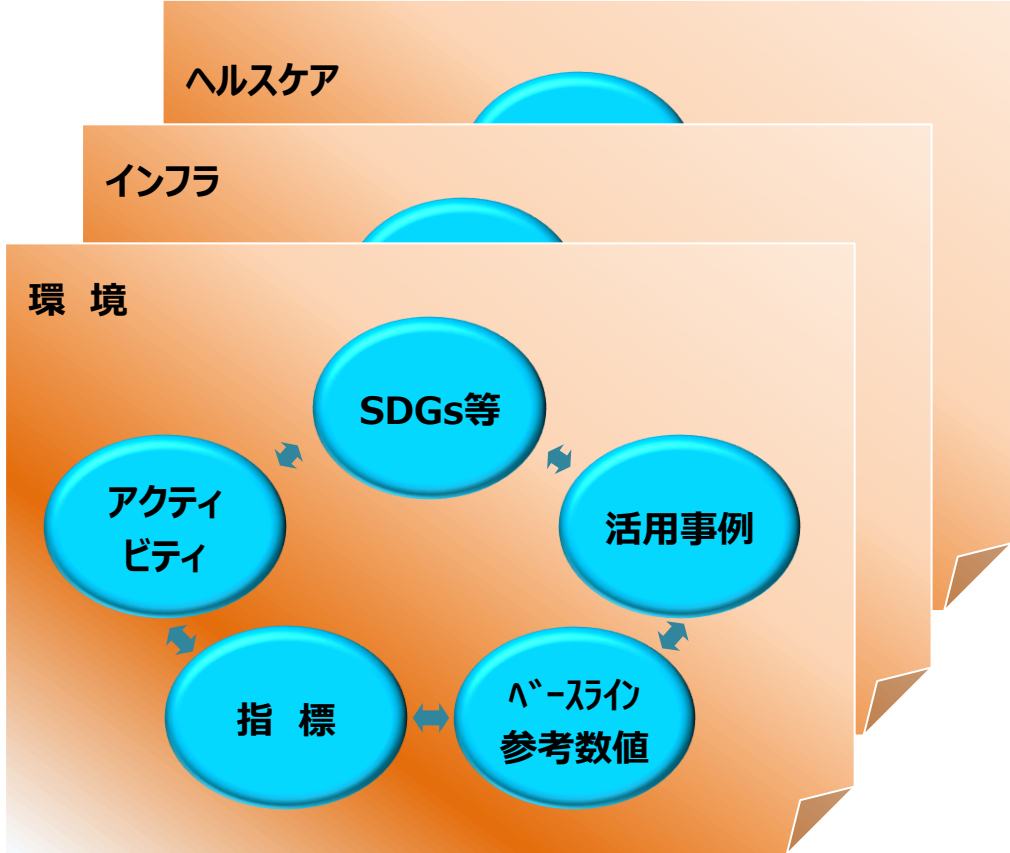 ヘルスケア
インフラ
環 境
SDGs等
アクティ
ビティ
活用事例
指 標
ﾍﾞｰｽﾗｲﾝ
参考数値